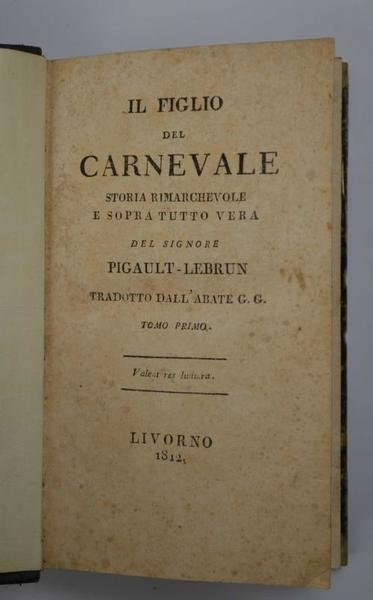 IL FIGLIO
DEL
CARNEVALE
STORIA RIMARCHEVOLE
E SOPRA TUTTO VERA
DEL SIGNORE
PIGAULT-LEBRUN
TRADOTTO DALL'ABATE G. G.
TOMO PRIMO.
Valeat res ludicra.
LIVORNO
1812.